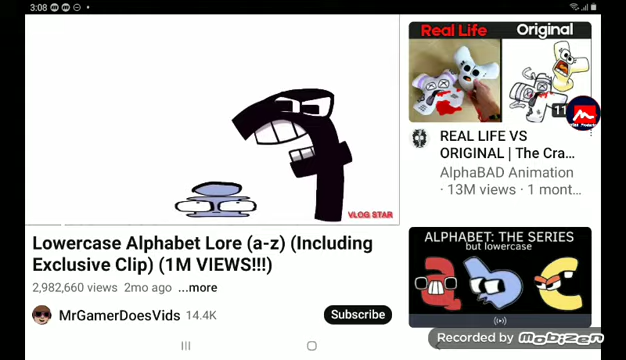 3:08
VLOG STAR
Lowercase Alphabet Lore (a-z) (Including
Exclusive Clip) (1M VIEWS!!!)
2,982,660 views 2mo ago ...more
MrGamerDoesVids 14.4K
Subscribe
Real Life Original
11
REAL LIFE VS
ORIGINAL | The Cra...
AlphaBAD Animation
· 13M views · 1 mont...
ALPHABET: THE SERIES
but lowercase
a b c
Recorded by Mobizen